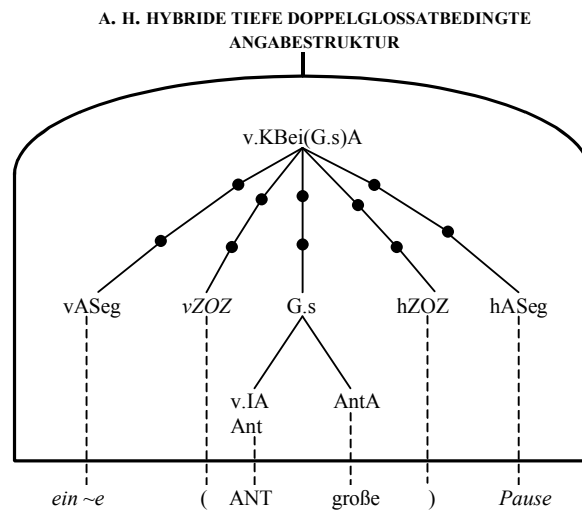 A. H. HYBRIDE TIEFE DOPPELGLOSSATBEDINGTE
ANGABESTRUKTUR
v.KBei(G.s)A
vASeg vZOZ G.s hZOZ hASeg
v.IA AntA
Ant
ein ~e ( ANT große ) Pause